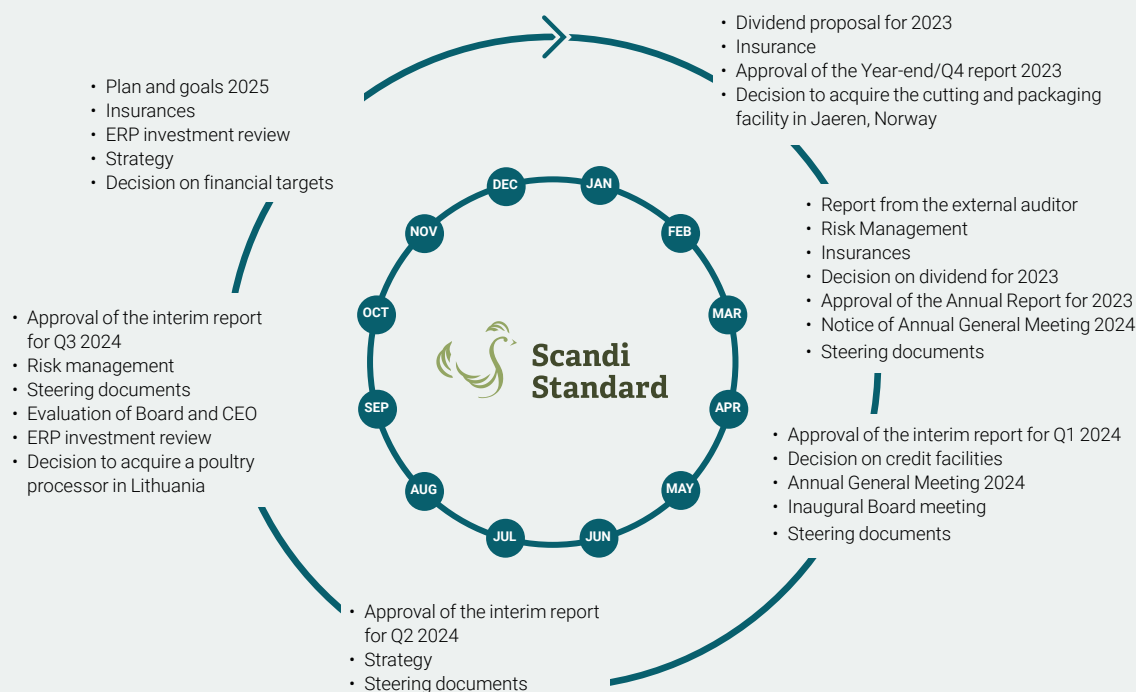 • Dividend proposal for 2023
• Insurance
• Approval of the Year-end/Q4 report 2023
• Decision to acquire the cutting and packaging
facility in Jaeren, Norway
• Report from the external auditor
• Risk Management
• Insurances
• Decision on dividend for 2023
• Approval of the Annual Report for 2023
• Notice of Annual General Meeting 2024
• Steering documents
• Approval of the interim report for Q1 2024
• Decision on credit facilities
• Annual General Meeting 2024
• Inaugural Board meeting
• Steering documents
• Approval of the interim report
for Q2 2024
• Strategy
• Steering documents
• Approval of the interim report
for Q3 2024
• Risk management
• Steering documents
• Evaluation of Board and CEO
• ERP investment review
• Decision to acquire a poultry
processor in Lithuania
• Plan and goals 2025
• Insurances
• ERP investment review
• Strategy
• Decision on financial targets
JAN
FEB
MAR
APR
MAY
JUN
JUL
AUG
SEP
OCT
NOV
DEC
Scandi
Standard